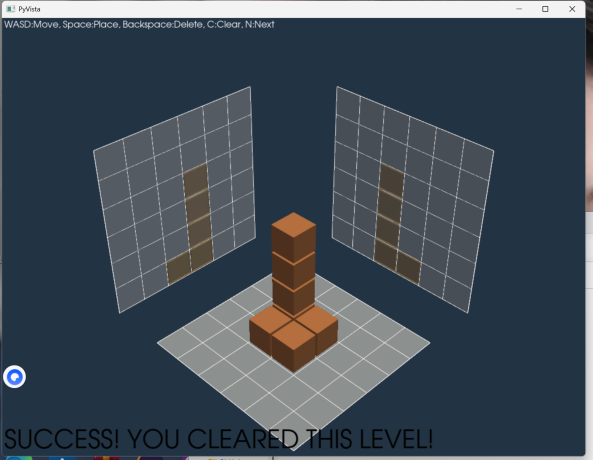 PyVista
WASD:Move, Space:Place, Backspace:Delete, C:Clear, N:Next
SUCCESS! YOU CLEARED THIS LEVEL!